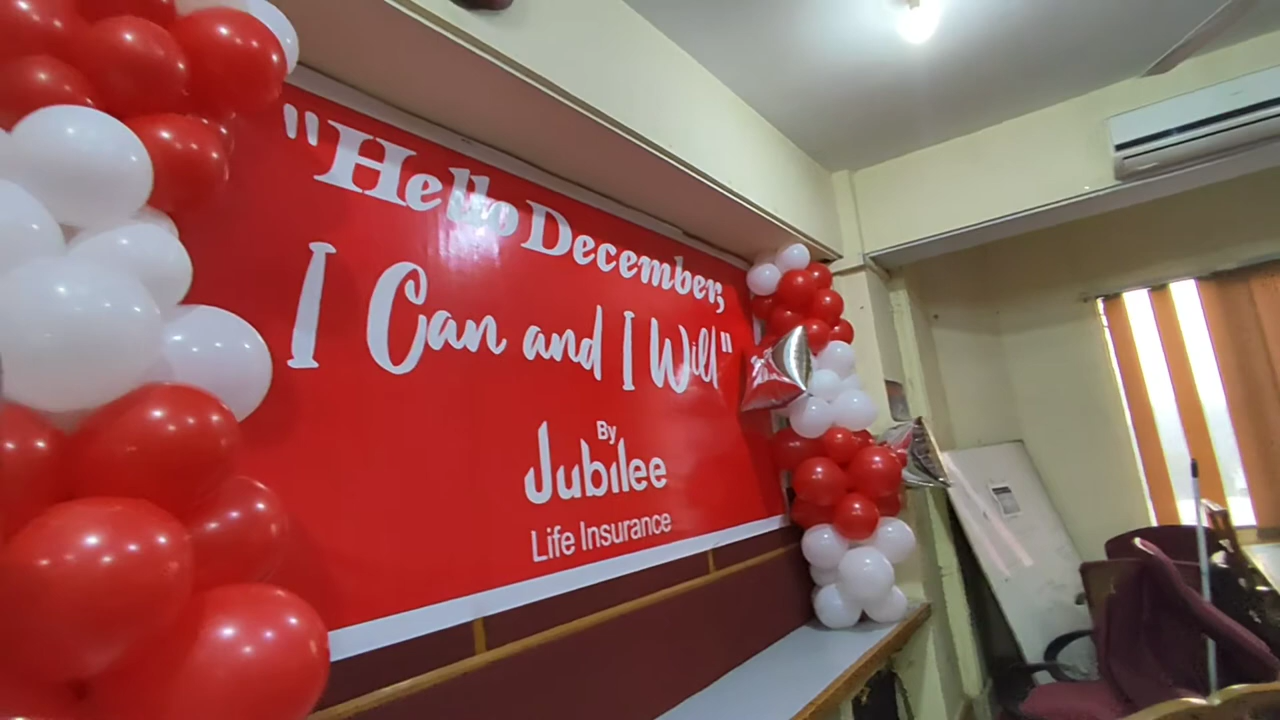 "Hello December,
I Can and I Will"
By
Jubilee
Life Insurance